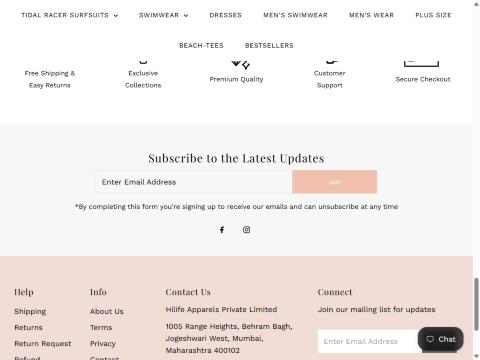 TIDAL RACER SURFSUITS SWIMWEAR DRESSES MEN'S SWIMWEAR MEN'S WEAR PLUS SIZE
BEACH-TEES BESTSELLERS
Free Shiping &
Easy Returns
Exclusive
Collections
Premium Quality
Customer
Support
Secure Checkout
Subscribe to the Latest Updates
Enter Email Address
Join
*By completing this form you're signing up to receive our emails and can unsubscribe at any time
Help
Shipping
Returns
Return Request
Refund
Info
About Us
Terms
Privacy
Contact
Contact Us
Hilife Apparels Private Limited
1005 Range Heights, Behram Bagh,
Jogeshwari West, Mumbai,
Maharashtra 400102
Connect
Join our mailing list for updates
Enter Email Address
Chat